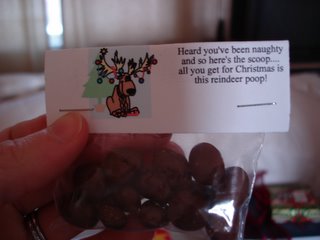 Heard you've been naughty
and so here's the scoop....
all you get for Christmas is
this reindeer poop!